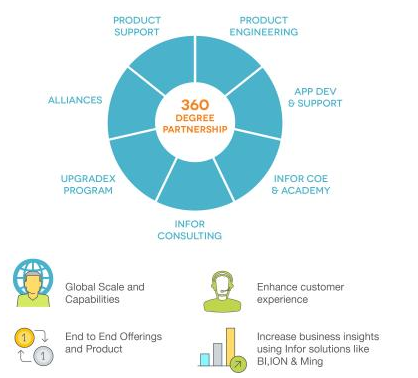 PRODUCT
SUPPORT
PRODUCT
ENGINEERING
ALLIANCES
360
DEGREE
PARTNERSHIP
APP DEV
& SUPPORT
UPGRADEX
PROGRAM
INFOR COE
& ACADEMY
INFOR
CONSULTING
Global Scale and
Capabilities
Enhance customer
experience
1
1
End to End Offerings
and Product
Increase business insights
using Infor solutions like
BI,ION & Ming